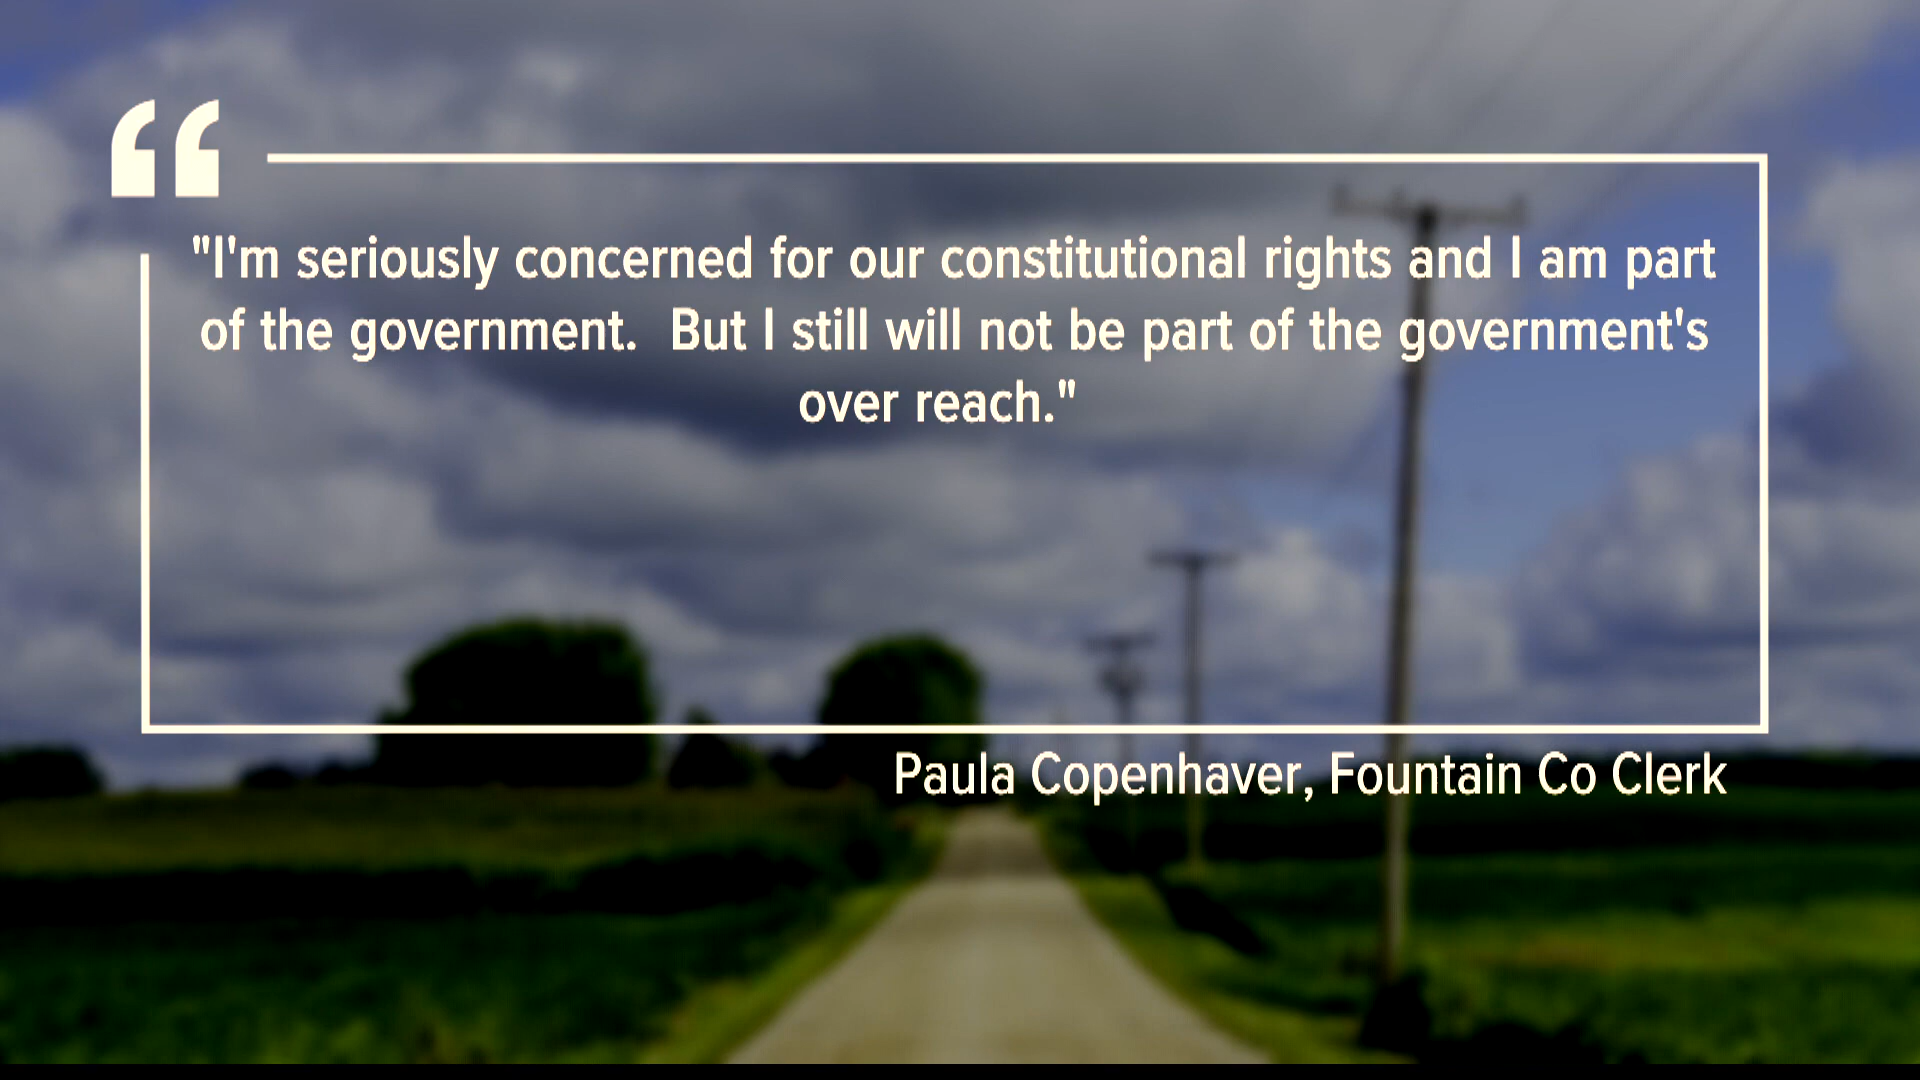 “
"I'm seriously concerned for our constitutional rights and I am part
of the government.  But I still will not be part of the government's
over reach."
Paula Copenhaver, Fountain Co Clerk